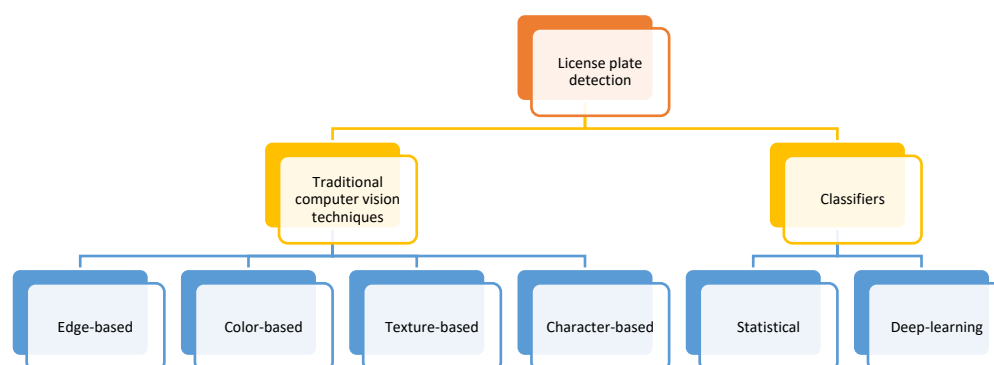 License plate
detection
Traditional
computer vision
techniques
Classifiers
Edge-based
Color-based
Texture-based
Character-based
Statistical
Deep-learning